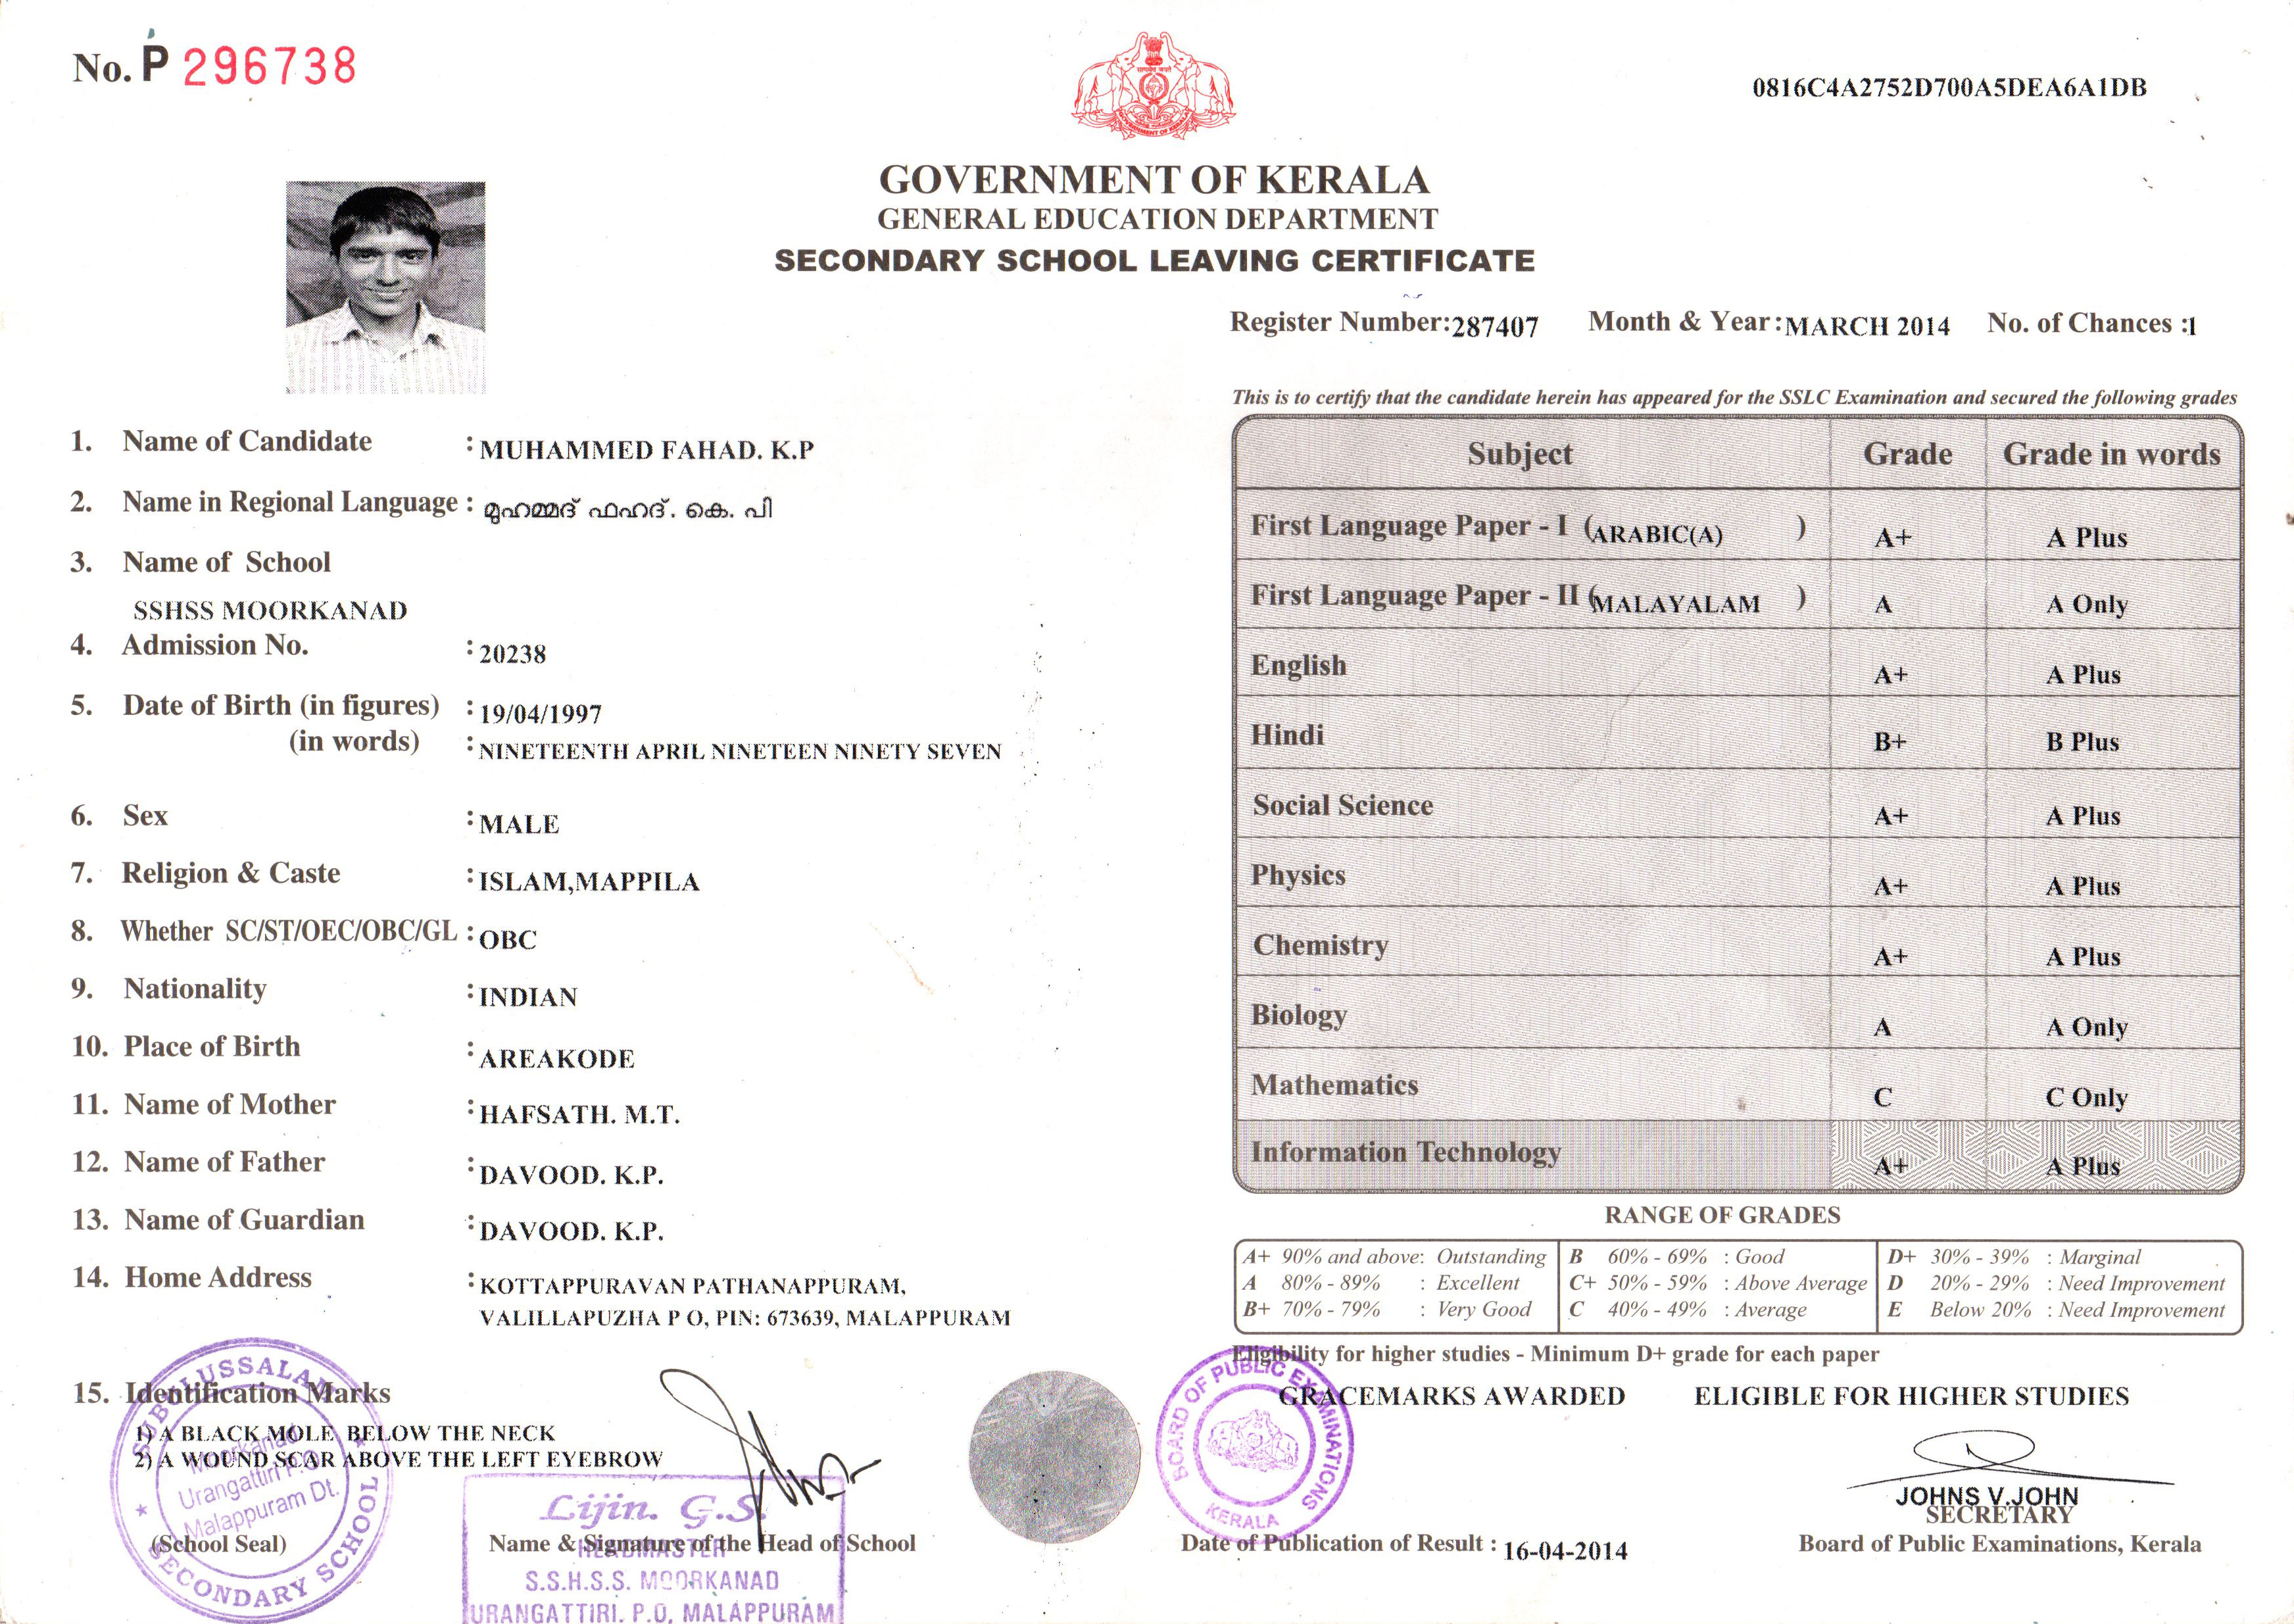 No. P 296738
0816C4A2752D700A5DEA6A1DB
GOVERNMENT OF KERALA
GENERAL EDUCATION DEPARTMENT
SECONDARY SCHOOL LEAVING CERTIFICATE
Register Number:287407 Month & Year:MARCH 2014 No. of Chances :1
1. Name of Candidate : MUHAMMED FAHAD. K.P
2. Name in Regional Language : മുഹമ്മദ് ഫഹദ്. കെ. പി
3. Name of School
SSHSS MOORKANAD
4. Admission No. : 20238
5. Date of Birth (in figures) : 19/04/1997
(in words) : NINETEENTH APRIL NINETEEN NINETY SEVEN
6. Sex : MALE
7. Religion & Caste : ISLAM,MAPPILA
8. Whether SC/ST/OEC/OBC/GL : OBC
9. Nationality : INDIAN
10. Place of Birth : AREAKODE
11. Name of Mother : HAFSATH. M.T.
12. Name of Father : DAVOOD. K.P.
13. Name of Guardian : DAVOOD. K.P.
14. Home Address : KOTTAPPURAVAN PATHANAPPURAM,
VALILLAPUZHA P O, PIN: 673639, MALAPPURAM
15. Identification Marks
1) A BLACK MOLE BELOW THE NECK
2) A WOUND SCAR ABOVE THE LEFT EYEBROW
SUBULUSSALAM
SECONDARY SCHOOL
Moorkanad
Urangattiri P.O
Malappuram Dt.
(School Seal)
Lijin. G.S.
Name & Signature of the Head of School
HEADMASTER
S.S.H.S.S. MOORKANAD
URANGATTIRI. P.O, MALAPPURAM
This is to certify that the candidate herein has appeared for the SSLC Examination and secured the following grades
Subject Grade Grade in words
First Language Paper - I (ARABIC(A) ) A+ A Plus
First Language Paper - II (MALAYALAM ) A A Only
English A+ A Plus
Hindi B+ B Plus
Social Science A+ A Plus
Physics A+ A Plus
Chemistry A+ A Plus
Biology A A Only
Mathematics C C Only
Information Technology A+ A Plus
RANGE OF GRADES
A+ 90% and above: Outstanding B 60% - 69% : Good D+ 30% - 39% : Marginal
A 80% - 89% : Excellent C+ 50% - 59% : Above Average D 20% - 29% : Need Improvement
B+ 70% - 79% : Very Good C 40% - 49% : Average E Below 20% : Need Improvement
Eligibility for higher studies - Minimum D+ grade for each paper
GRACEMARKS AWARDED ELIGIBLE FOR HIGHER STUDIES
BOARD OF PUBLIC EXAMINATIONS
KERALA
JOHNS V.JOHN
SECRETARY
Date of Publication of Result : 16-04-2014
Board of Public Examinations, Kerala